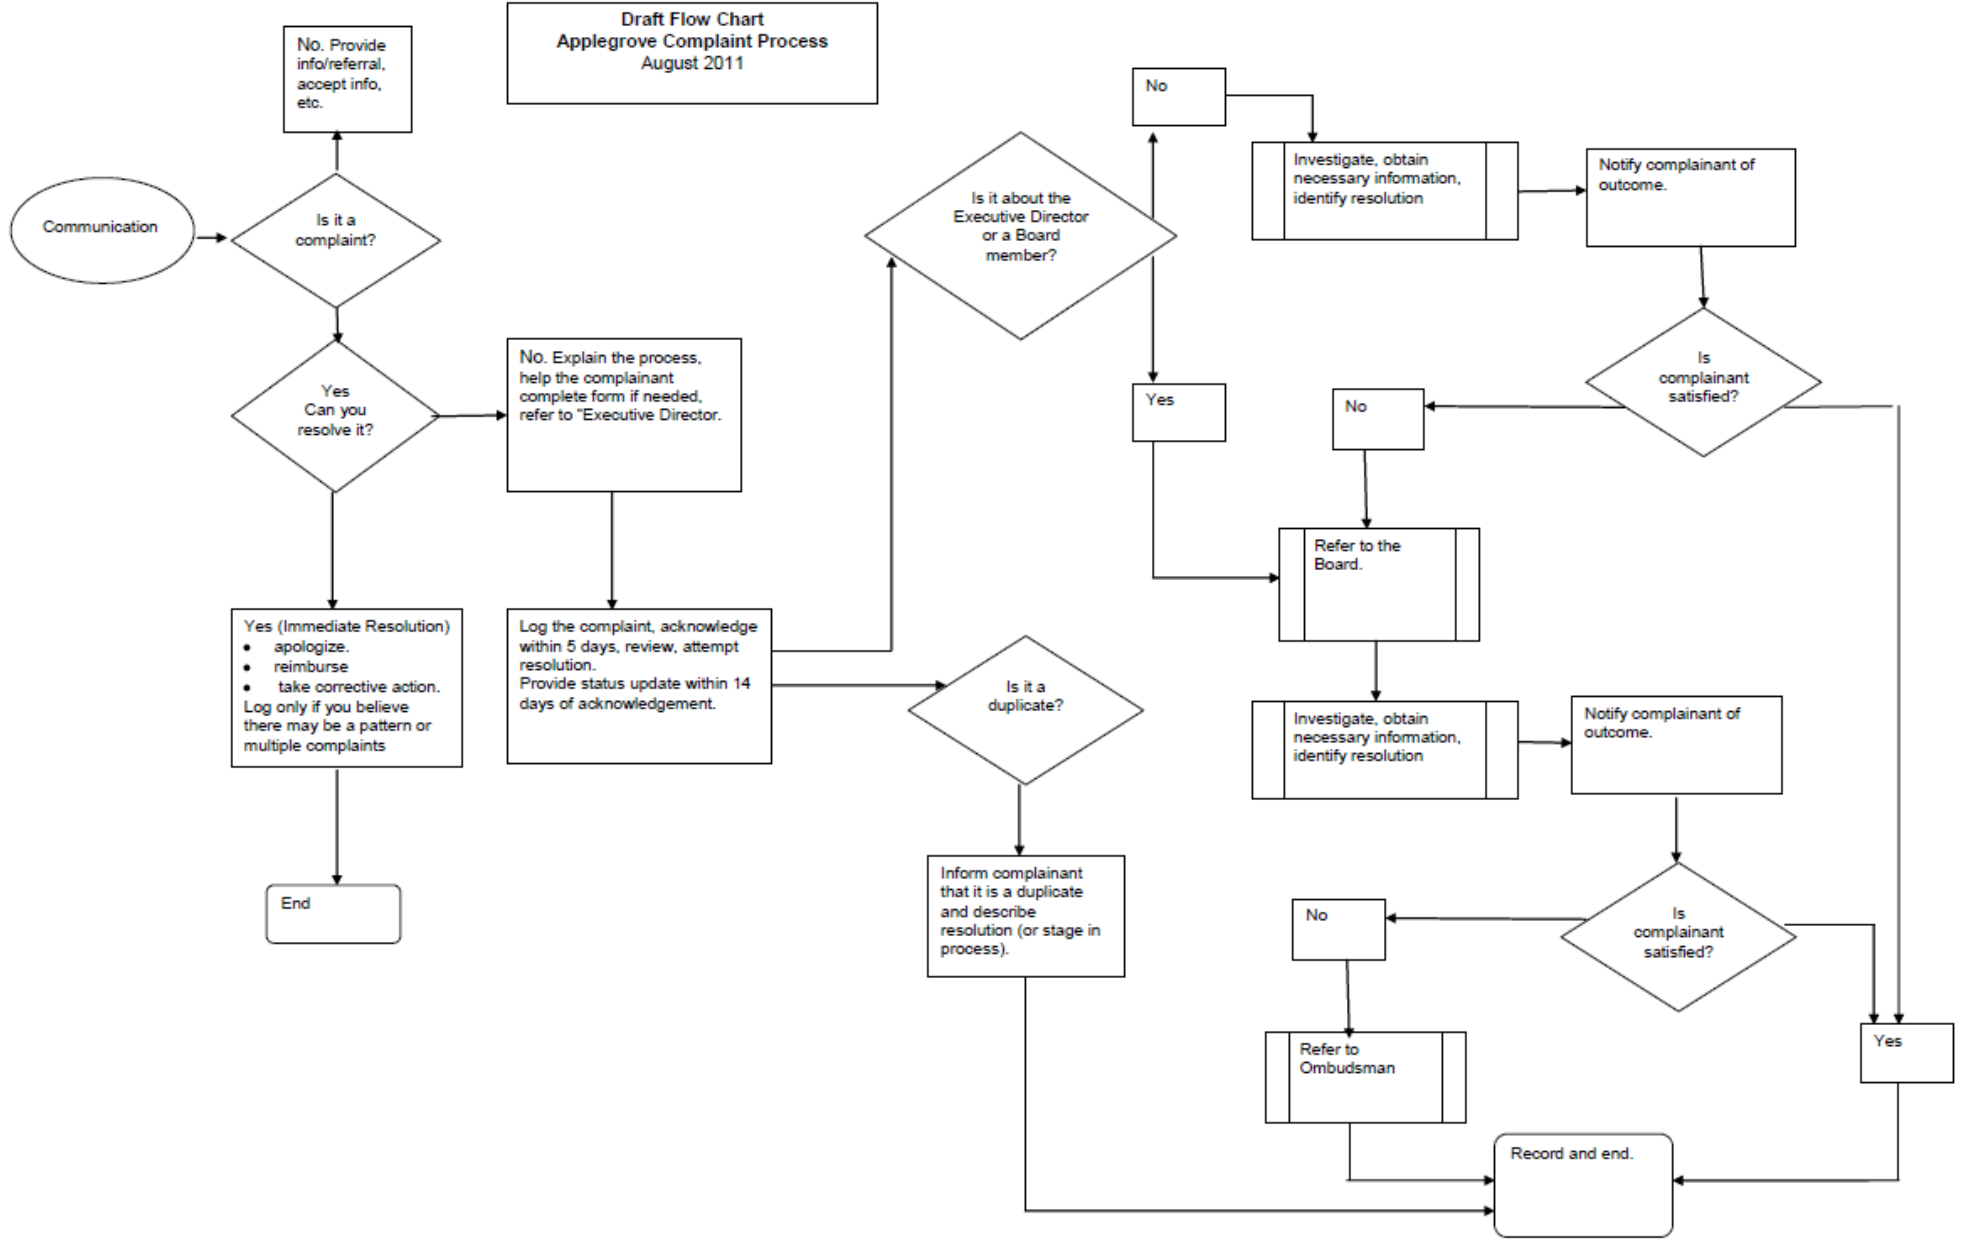 Draft Flow Chart
Applegrove Complaint Process
August 2011
No. Provide
info/referral,
accept info,
etc.
Communication
Is it a
complaint?
Yes
Can you
resolve it?
No. Explain the process,
help the complainant
complete form if needed,
refer to "Executive Director.
Yes (Immediate Resolution)
• apologize.
• reimburse
• take corrective action.
Log only if you believe
there may be a pattern or
multiple complaints
End
Log the complaint, acknowledge
within 5 days, review, attempt
resolution.
Provide status update within 14
days of acknowledgement.
Is it about the
Executive Director
or a Board
member?
Is it a
duplicate?
Inform complainant
that it is a duplicate
and describe
resolution (or stage in
process).
No
Investigate, obtain
necessary information,
identify resolution
Notify complainant of
outcome.
Is
complainant
satisfied?
Yes
No
Refer to the
Board.
Investigate, obtain
necessary information,
identify resolution
Notify complainant of
outcome.
Is
complainant
satisfied?
No
Refer to
Ombudsman
Yes
Record and end.